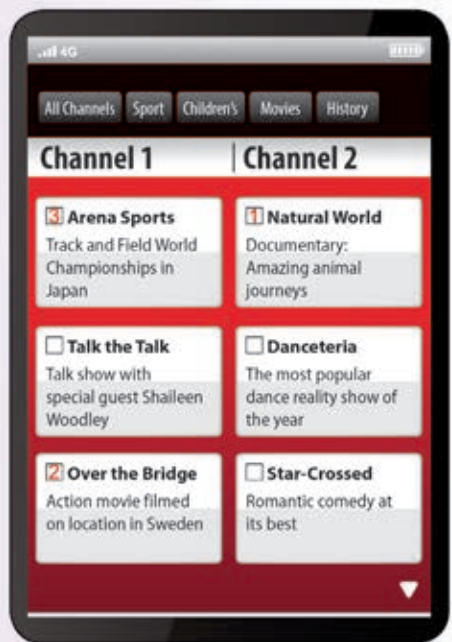 4G
All Channels Sport Children's Movies History
Channel 1
Channel 2
3 Arena Sports
Track and Field World
Championships in
Japan
1 Natural World
Documentary:
Amazing animal
journeys
Talk the Talk
Talk show with
special guest Shaileen
Woodley
Danceteria
The most popular
dance reality show of
the year
2 Over the Bridge
Action movie filmed
on location in Sweden
Star-Crossed
Romantic comedy at
its best